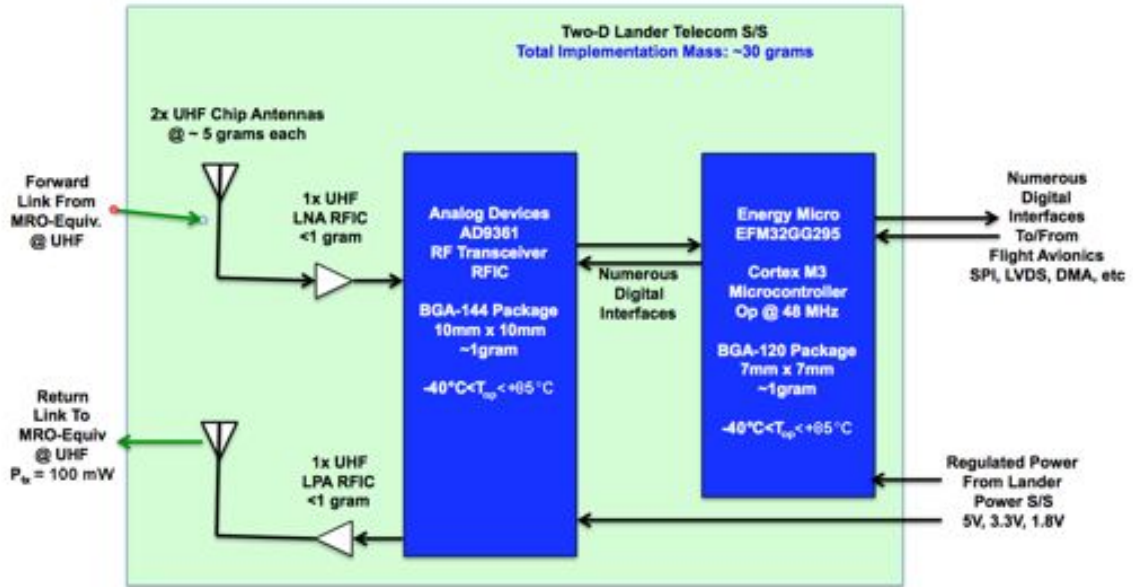 Two-D Lander Telecom S/S
Total Implementation Mass: ~30 grams
2x UHF Chip Antennas
@ ~ 5 grams each
Forward
Link From
MRO-Equiv.
@ UHF
1x UHF
LNA RFIC
<1 gram
Analog Devices
AD9361
RF Transceiver
RFIC
BGA-144 Package
10mm x 10mm
~1gram
-40°C<Top<+85°C
Numerous
Digital
Interfaces
Energy Micro
EFM32GG295
Cortex M3
Microcontroller
Op @ 48 MHz
BGA-120 Package
7mm x 7mm
~1gram
-40°C<Top<+85°C
Numerous
Digital
Interfaces
To/From
Flight Avionics
SPI, LVDS, DMA, etc
Return
Link To
MRO-Equiv
@ UHF
Ptx = 100 mW
1x UHF
LPA RFIC
<1 gram
Regulated Power
From Lander
Power S/S
5V, 3.3V, 1.8V